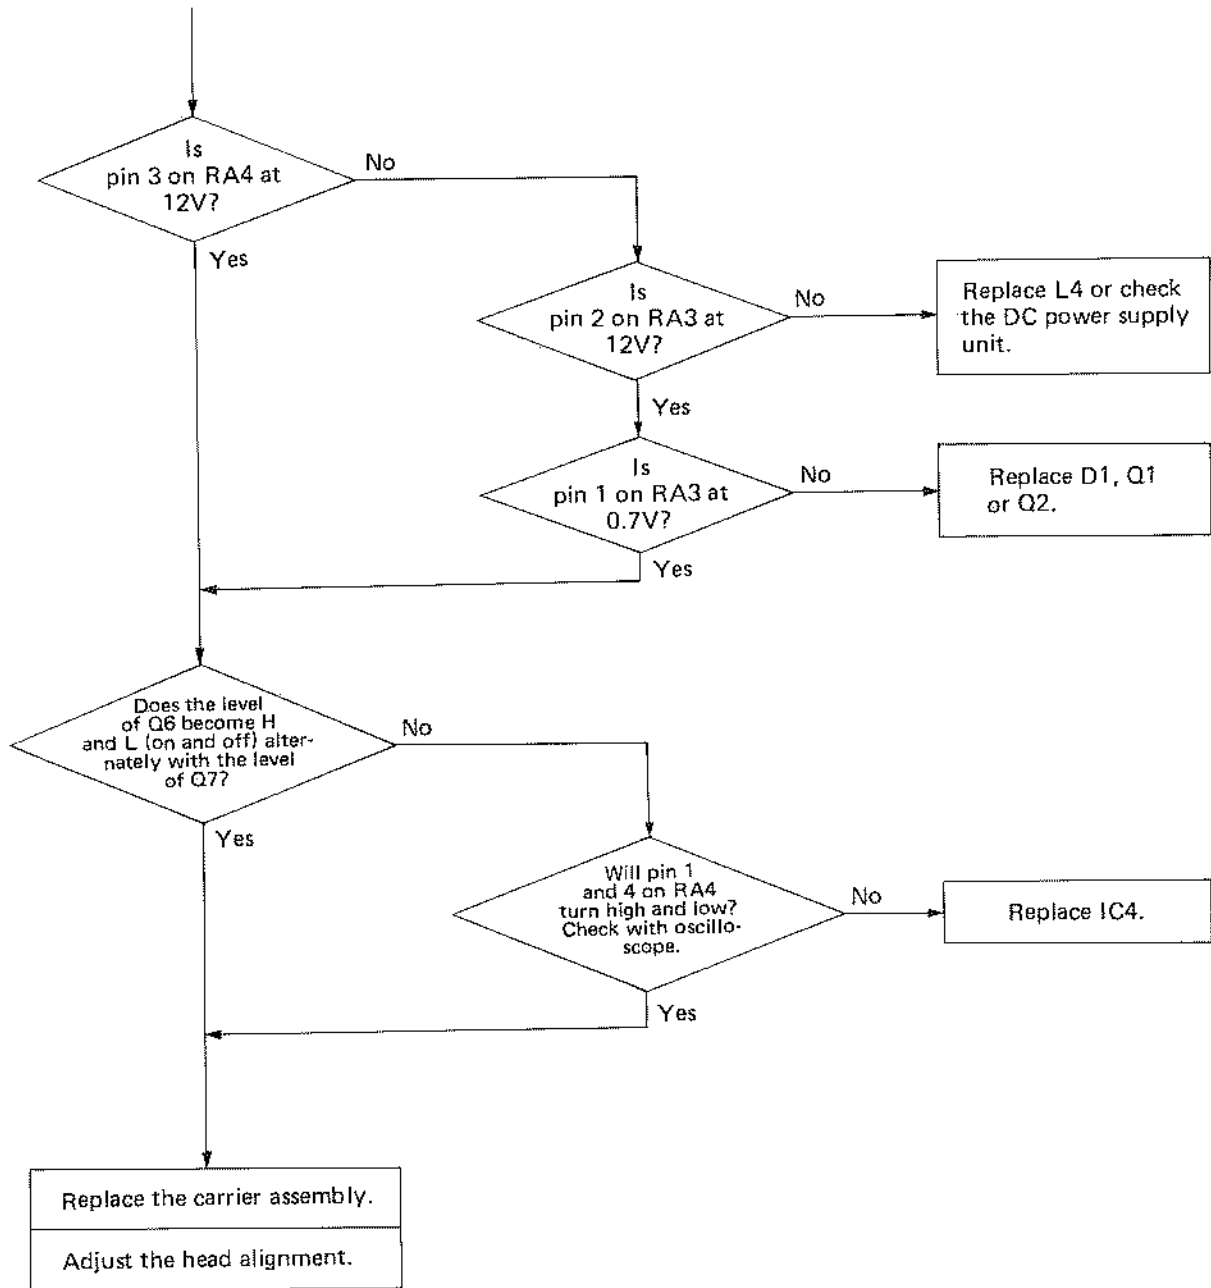 Is
pin 3 on RA4 at
12V?
No
Yes
Is
pin 2 on RA3 at
12V?
No
Replace L4 or check
the DC power supply
unit.
Yes
Is
pin 1 on RA3 at
0.7V?
No
Replace D1, Q1
or Q2.
Yes
Does the level
of Q6 become H
and L (on and off) alter-
nately with the level
of Q7?
No
Yes
Will pin 1
and 4 on RA4
turn high and low?
Check with oscillo-
scope.
No
Replace IC4.
Yes
Replace the carrier assembly.
Adjust the head alignment.